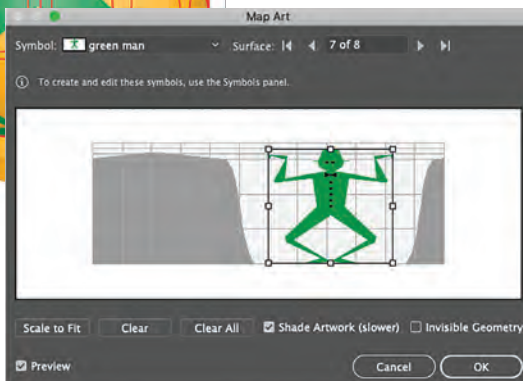 Map Art
Symbol: green man Surface: 7 of 8
To create and edit these symbols, use the Symbols panel.
Scale to Fit Clear Clear All Shade Artwork (slower) Invisible Geometry
Preview Cancel OK